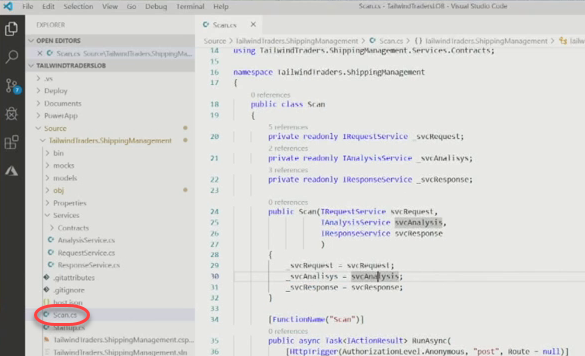 File Edit Selection View Go Debug Terminal Help
Scan.cs - TailwindTradersLOB - Visual Studio Code
EXPLORER
OPEN EDITORS
Scan.cs Source\TailwindTraders.ShippingMa...
TAILWINDTRADERSLOB
.vs
Deploy
Documents
PowerApp
Source
TailwindTraders.ShippingManagement
bin
mocks
models
obj
Properties
Services
Contracts
AnalysisService.cs
RequestService.cs
ResponseService.cs
.gitattributes
.gitignore
host.json
Scan.cs
Startup.cs
TailwindTraders.ShippingManagement.csp...
TailwindTraders.ShippingManagement.sln
Scan.cs
Source > TailwindTraders.ShippingManagement > Scan.cs > TailwindTraders.ShippingManagement >
14 using TailwindTraders.ShippingManagement.Services.Contracts;
15
16 namespace TailwindTraders.ShippingManagement
17 {
0 references
18 public class Scan
19 {
5 references
20 private readonly IRequestService _svcRequest;
2 references
21 private readonly IAnalysisService _svcAnalisys;
3 references
22 private readonly IResponseService _svcResponse;
23
0 references
24 public Scan(IRequestService svcRequest,
25 IAnalysisService svcAnalysis,
26 IResponseService svcResponse
27 )
28 {
29 _svcRequest = svcRequest;
30 _svcAnalisys = svcAnalysis;
31 _svcResponse = svcResponse;
32 }
33
34 [FunctionName("Scan")]
0 references
35 public async Task<IActionResult> RunAsync(
36 [HttpTrigger(AuthorizationLevel.Anonymous, "post", Route = null)]